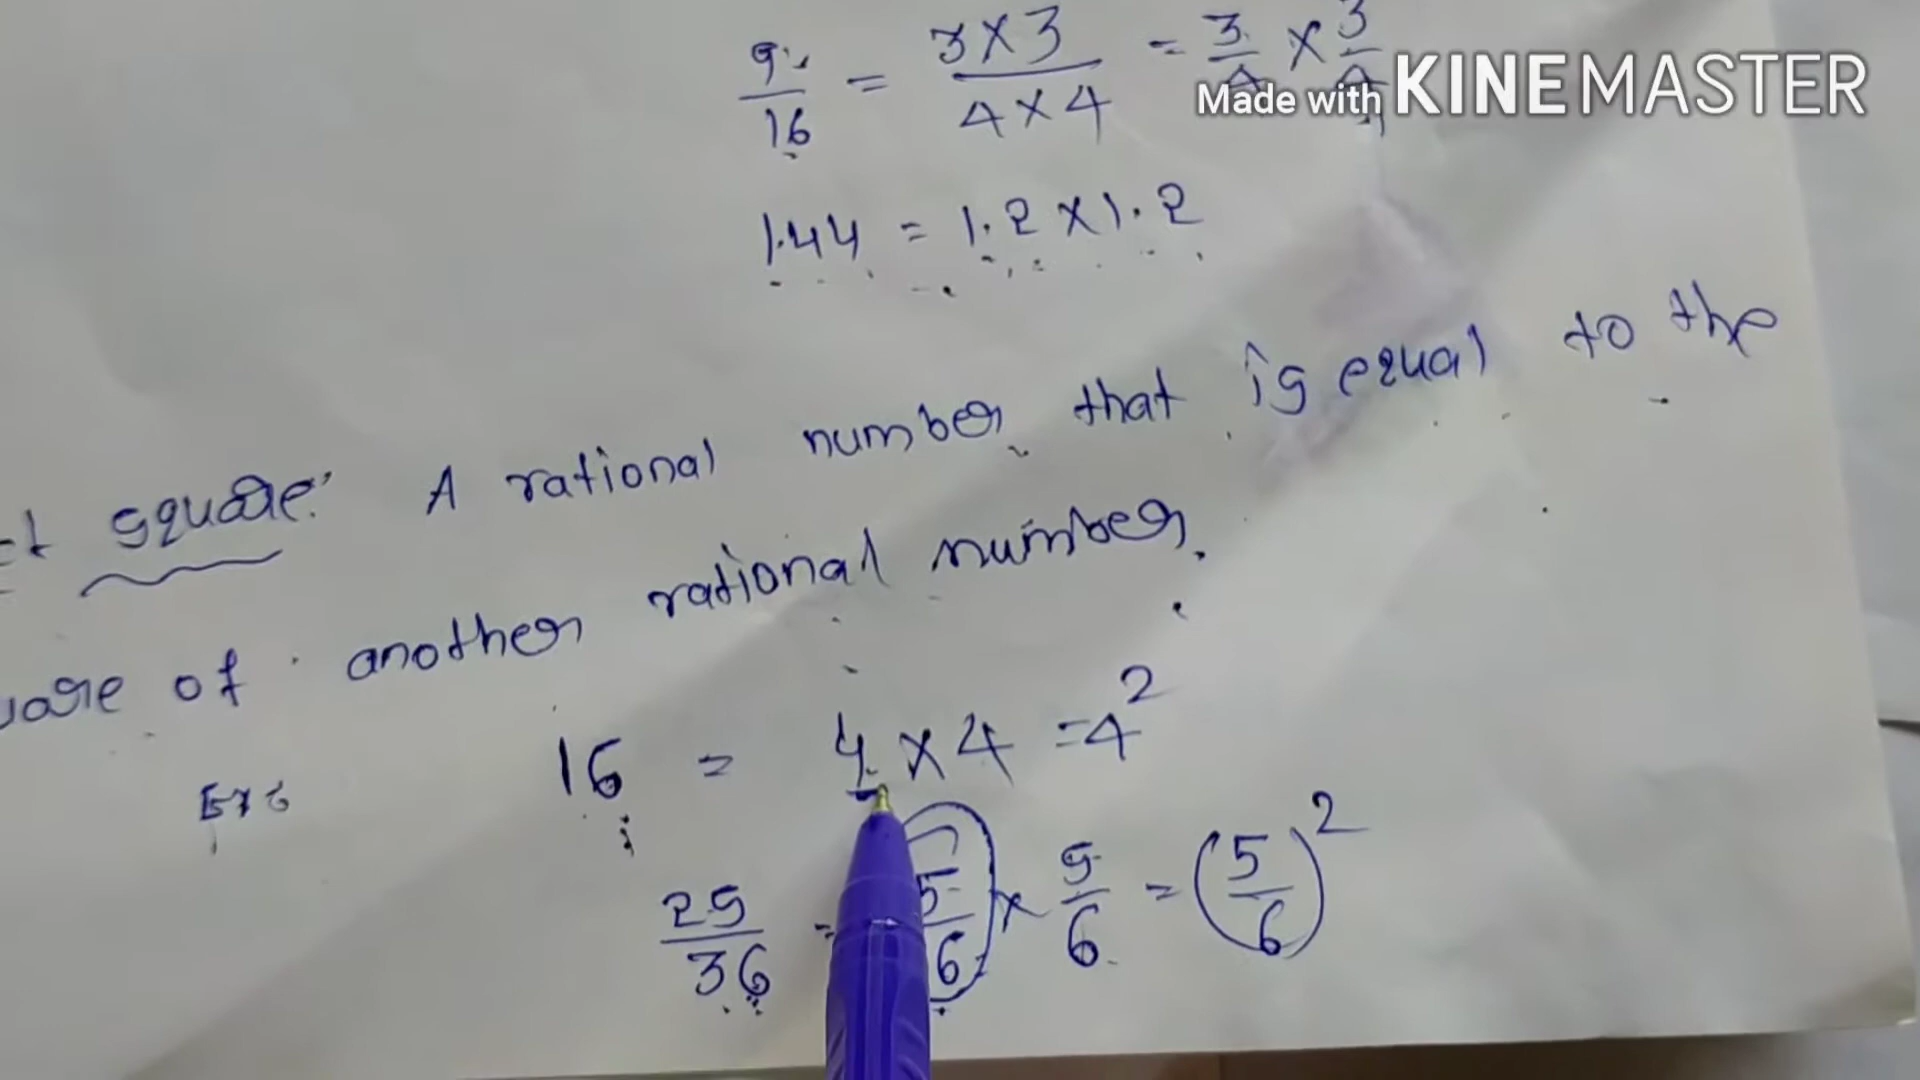 9/16 = 3×3/4×4 = 3/4 × 3/4
Made with KINEMASTER
1.44 = 1.2 × 1.2
square: A rational number that is equal to the
of another rational number.
Ex: 16 = 4×4 = 4²
25/36 = 5/6 × 5/6 = (5/6)²